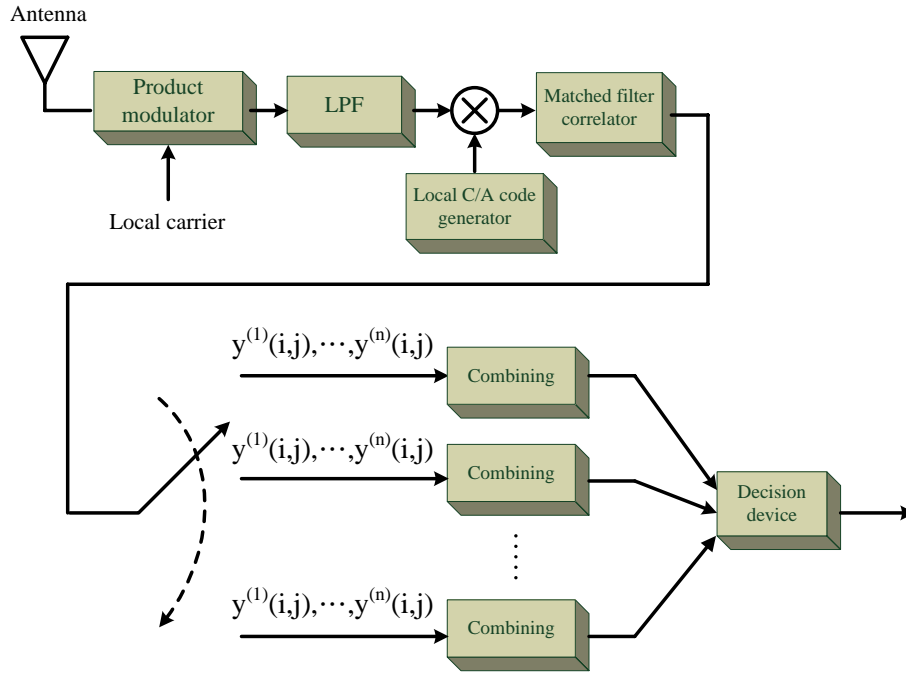 Antenna
Product
modulator
LPF
Matched filter
correlator
Local C/A code
generator
Local carrier
y⁽¹⁾(i,j),⋯,y⁽ⁿ⁾(i,j)
Combining
y⁽¹⁾(i,j),⋯,y⁽ⁿ⁾(i,j)
Combining
Decision
device
y⁽¹⁾(i,j),⋯,y⁽ⁿ⁾(i,j)
Combining